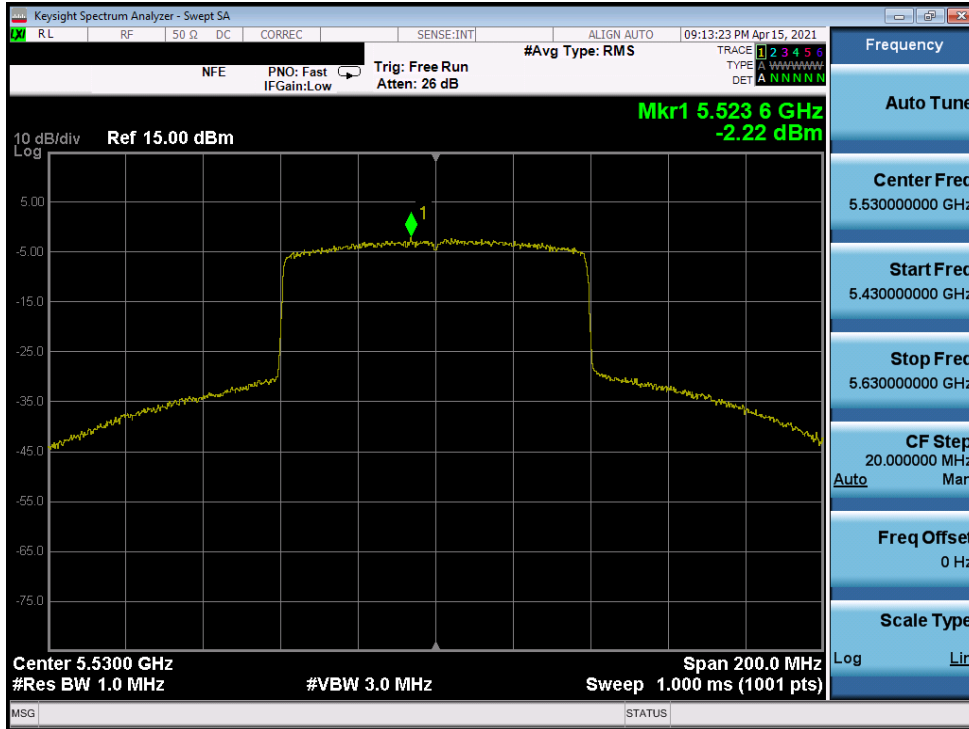 Keysight Spectrum Analyzer - Swept SA
LXI RL RF 50 Ω DC CORREC SENSE:INT ALIGN AUTO 09:13:23 PM Apr 15, 2021
NFE
PNO: Fast
IFGain:Low
Trig: Free Run
Atten: 26 dB
#Avg Type: RMS
TRACE 1 2 3 4 5 6
TYPE A WWWWW
DET A N N N N N
Mkr1 5.523 6 GHz
-2.22 dBm
10 dB/div
Log
Ref 15.00 dBm
5.00
-5.00
-15.0
-25.0
-35.0
-45.0
-55.0
-65.0
-75.0
1
Center 5.5300 GHz
Span 200.0 MHz
#Res BW 1.0 MHz
#VBW 3.0 MHz
Sweep 1.000 ms (1001 pts)
MSG
STATUS
Frequency
Auto Tune
Center Freq
5.530000000 GHz
Start Freq
5.430000000 GHz
Stop Freq
5.630000000 GHz
CF Step
20.000000 MHz
Auto Man
Freq Offset
0 Hz
Scale Type
Log Lin